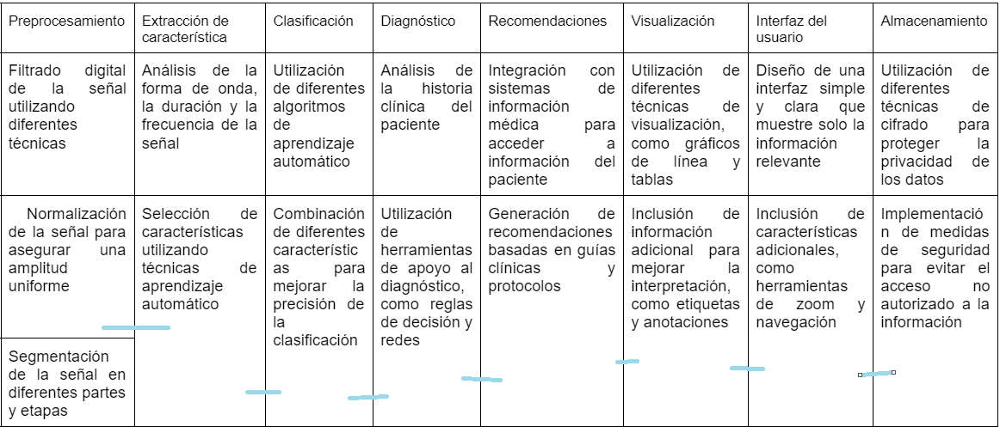 Preprocesamiento
Extracción de
característica
Clasificación
Diagnóstico
Recomendaciones
Visualización
Interfaz del
usuario
Almacenamiento
Filtrado digital
de la señal
utilizando
diferentes
técnicas
Análisis de la
forma de onda,
la duración y la
frecuencia de la
señal
Utilización
de diferentes
algoritmos
de
aprendizaje
automático
Análisis de
la historia
clínica del
paciente
Integración con
sistemas de
información
médica para
acceder a
información del
paciente
Utilización de
diferentes
técnicas de
visualización,
como gráficos
de línea y
tablas
Diseño de una
interfaz simple
y clara que
muestre solo la
información
relevante
Utilización de
diferentes
técnicas de
cifrado para
proteger la
privacidad de
los datos
Normalización
de la señal para
asegurar una
amplitud
uniforme
Selección de
características
utilizando
técnicas de
aprendizaje
automático
Combinación
de diferentes
característic
as para
mejorar la
precisión de
la
clasificación
Utilización
de
herramientas
de apoyo al
diagnóstico,
como reglas
de decisión y
redes
Generación de
recomendaciones
basadas en guías
clínicas y
protocolos
Inclusión de
información
adicional para
mejorar la
interpretación,
como etiquetas
y anotaciones
Inclusión de
características
adicionales,
como
herramientas
de zoom y
navegación
Implementació
n de medidas
de seguridad
para evitar el
acceso no
autorizado a la
información
Segmentación
de la señal en
diferentes partes
y etapas